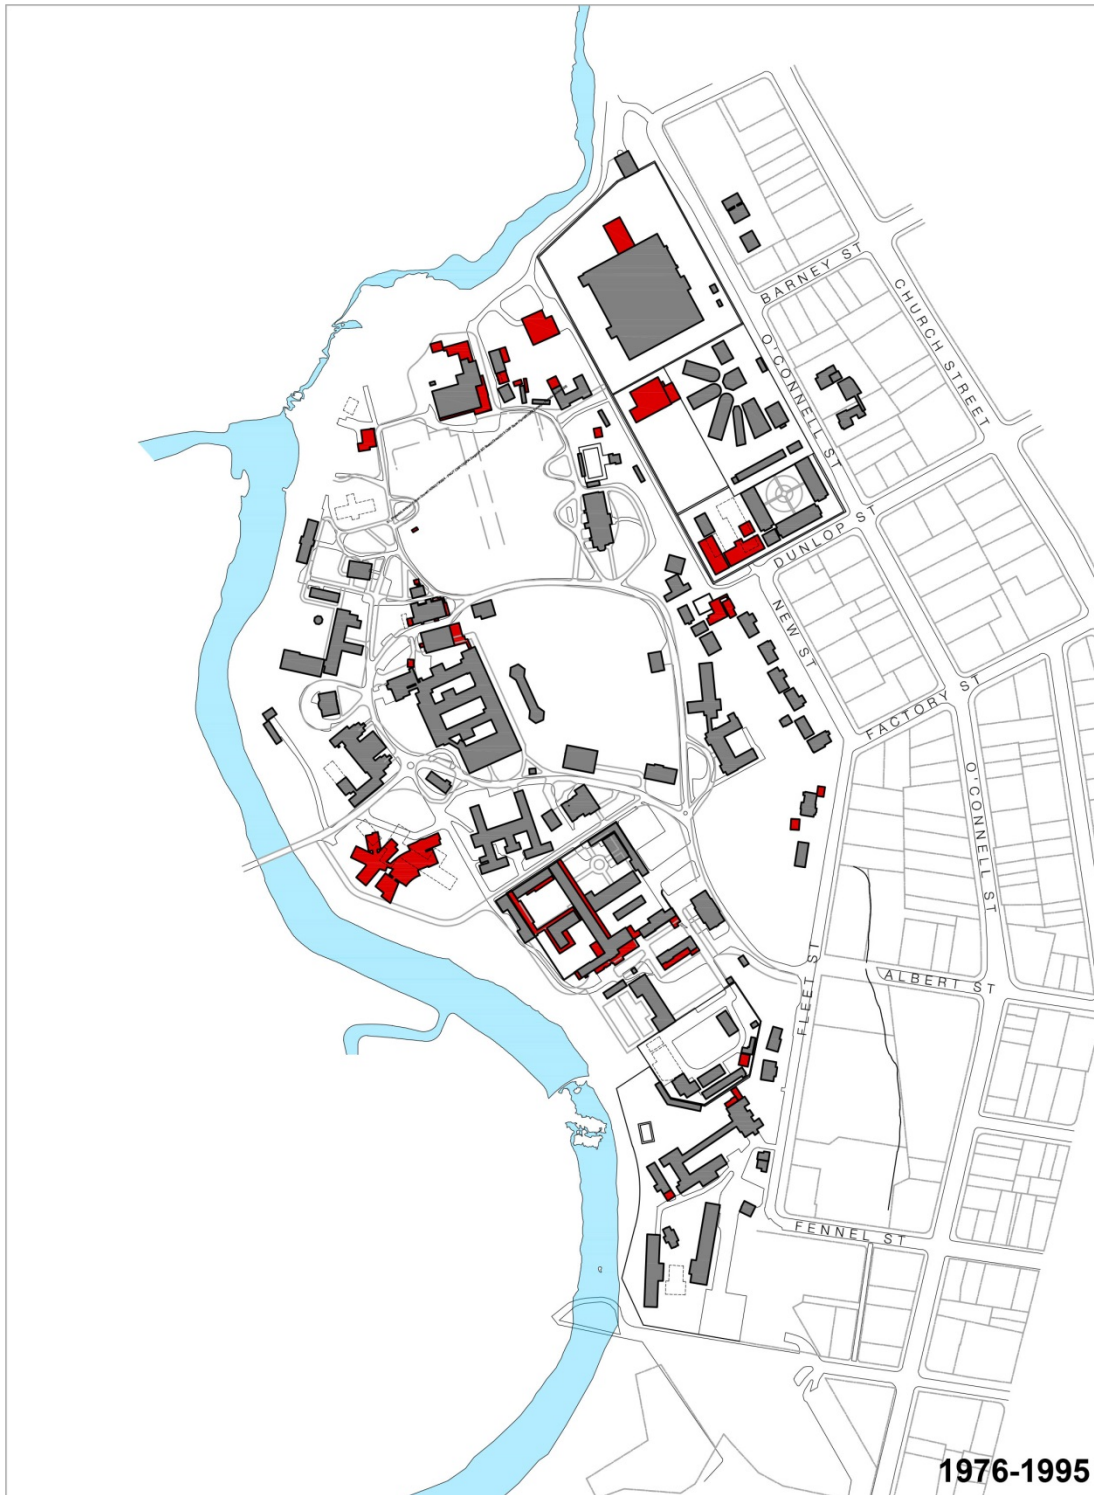 BARNEY ST
CHURCH STREET
O'CONNELL ST
DUNLOP ST
NEW ST
FACTORY ST
O'CONNELL ST
FLEET ST
ALBERT ST
FENNEL ST
1976-1995